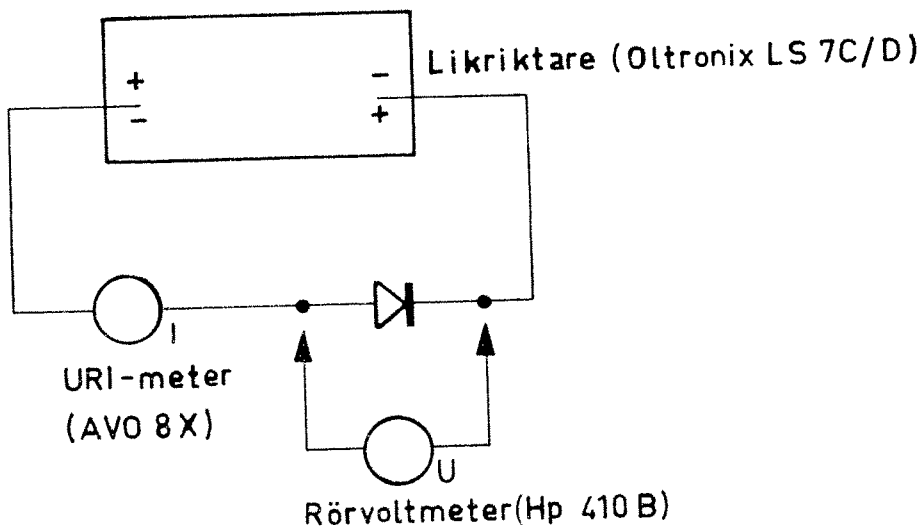 Likriktare (Oltronix LS 7C/D)
+ -
- +
I
URI-meter
(AVO 8X)
U
Rörvoltmeter(Hp 410B)